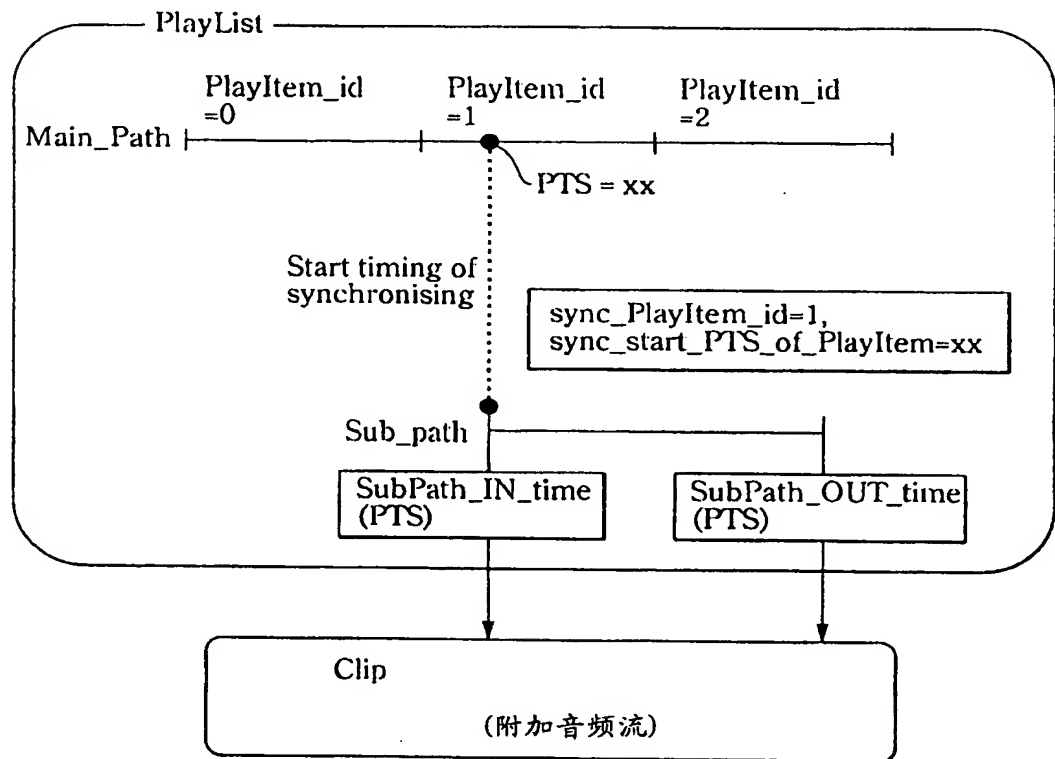 PlayList
PlayItem_id
=0
PlayItem_id
=1
PlayItem_id
=2
Main_Path
PTS = xx
Start timing of
synchronising
sync_PlayItem_id=1,
sync_start_PTS_of_PlayItem=xx
Sub_path
SubPath_IN_time
(PTS)
SubPath_OUT_time
(PTS)
Clip
(附加音频流)